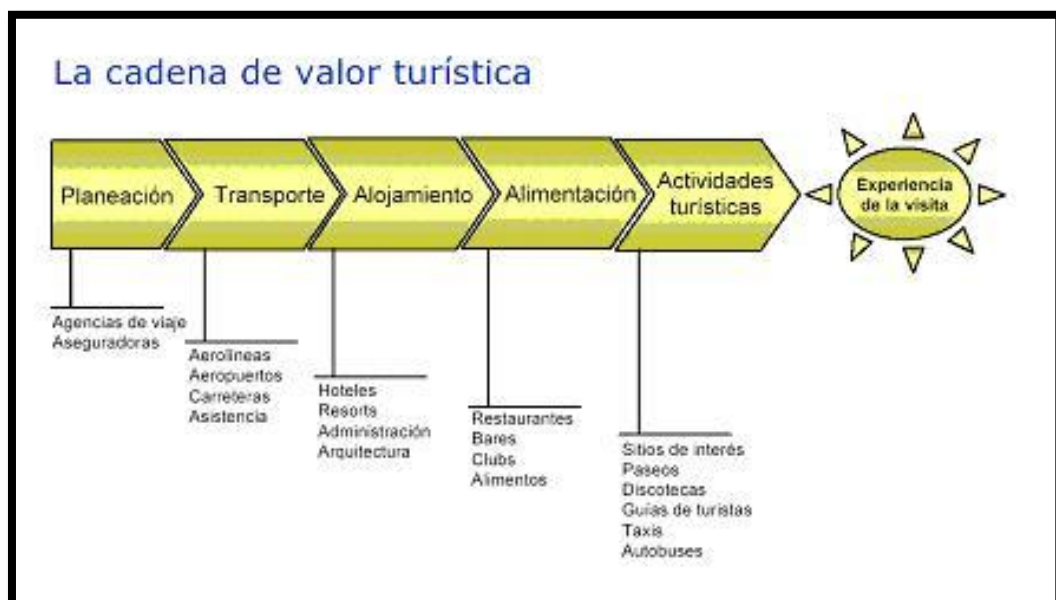 La cadena de valor turística
Planeación
Transporte
Alojamiento
Alimentación
Actividades
turísticas
Experiencia
de la visita
Agencias de viaje
Aseguradoras
Aerolineas
Aeropuertos
Carreteras
Asistencia
Hoteles
Resorts
Administración
Arquitectura
Restaurantes
Bares
Clubs
Alimentos
Sitios de interés
Paseos
Discotecas
Guías de turistas
Taxis
Autobuses